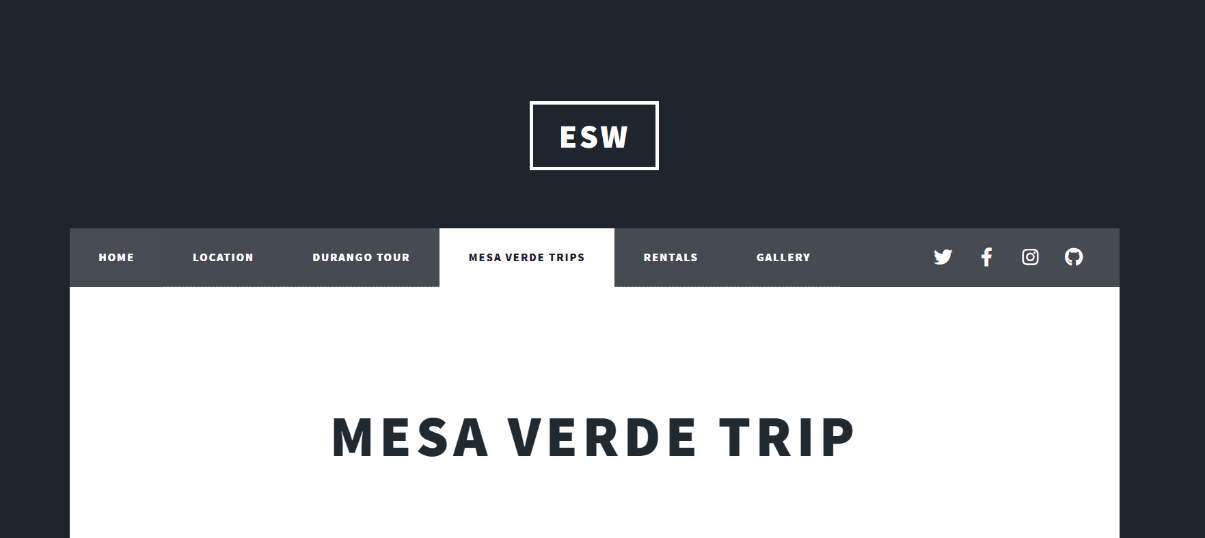 ESW
HOME LOCATION DURANGO TOUR MESA VERDE TRIPS RENTALS GALLERY
MESA VERDE TRIP